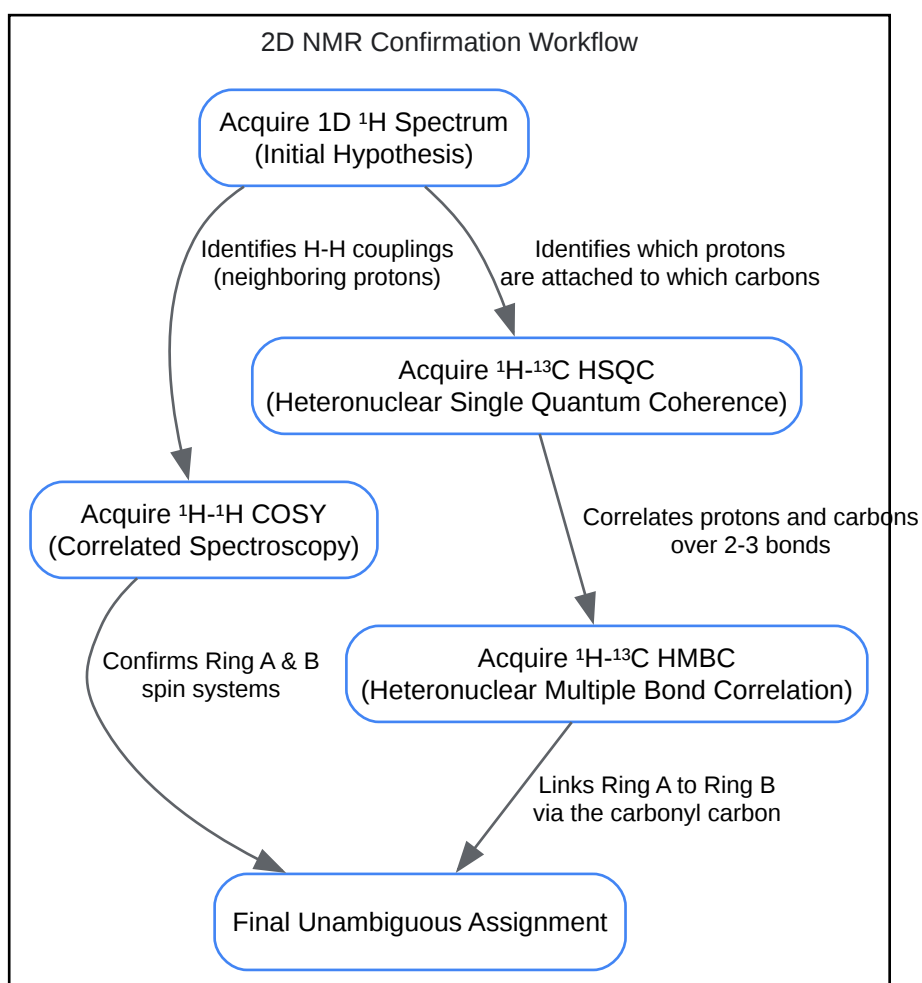 2D NMR Confirmation Workflow
Acquire 1D ¹H Spectrum
(Initial Hypothesis)
Identifies H-H couplings
(neighboring protons)
Identifies which protons
are attached to which carbons
Acquire ¹H-¹³C HSQC
(Heteronuclear Single Quantum Coherence)
Acquire ¹H-¹H COSY
(Correlated Spectroscopy)
Correlates protons and carbons
over 2-3 bonds
Confirms Ring A & B
spin systems
Acquire ¹H-¹³C HMBC
(Heteronuclear Multiple Bond Correlation)
Links Ring A to Ring B
via the carbonyl carbon
Final Unambiguous Assignment